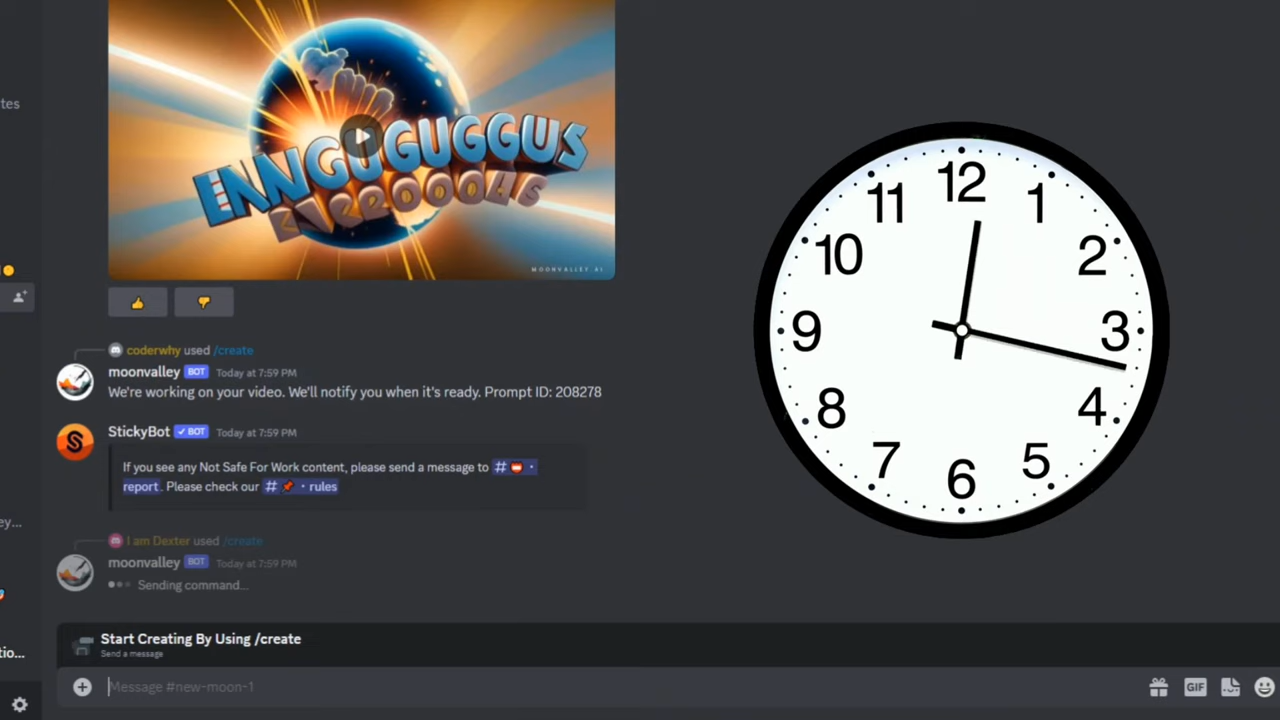 tes
ENNGUGUGGUS
MOONVALLEY.AI
coderwhy used /create
moonvalley BOT Today at 7:59 PM
We're working on your video. We'll notify you when it's ready. Prompt ID: 208278
StickyBot ✓ BOT Today at 7:59 PM
If you see any Not Safe For Work content, please send a message to # ·
report. Please check our # 📌 · rules
ey...
I am Dexter used /create
moonvalley BOT Today at 7:59 PM
Sending command...
Start Creating By Using /create
tio...
Send a message
Message #new-moon-1
GIF
12
11 1
10 2
9 3
8 4
7 5
6